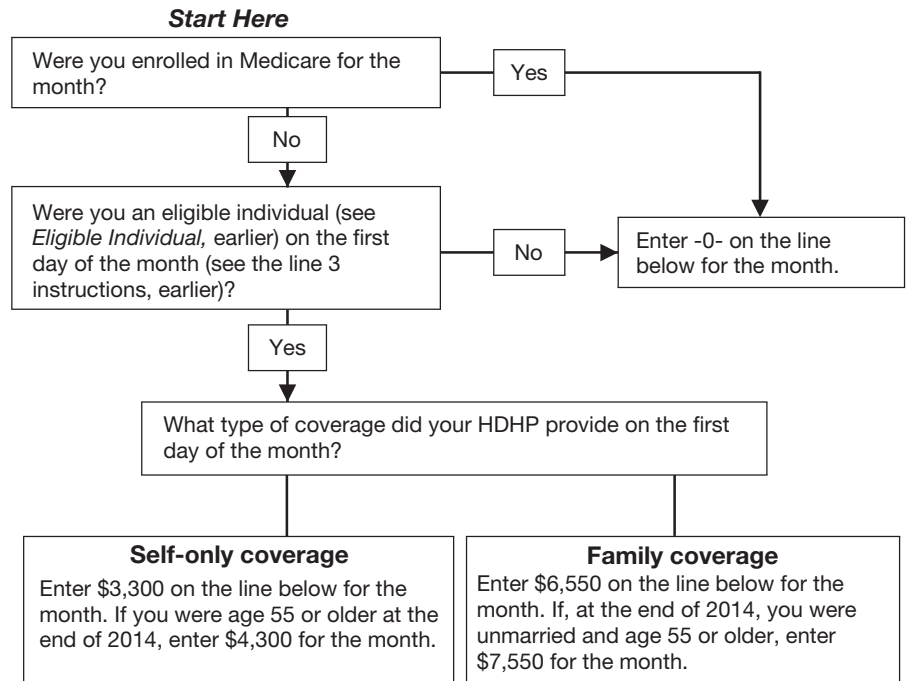 Start Here
Were you enrolled in Medicare for the
month?
Yes
No
Were you an eligible individual (see
Eligible Individual, earlier) on the first
day of the month (see the line 3
instructions, earlier)?
No
Enter -0- on the line
below for the month.
Yes
What type of coverage did your HDHP provide on the first
day of the month?
Self-only coverage
Enter $3,300 on the line below for the
month. If you were age 55 or older at the
end of 2014, enter $4,300 for the month.
Family coverage
Enter $6,550 on the line below for the
month. If, at the end of 2014, you were
unmarried and age 55 or older, enter
$7,550 for the month.